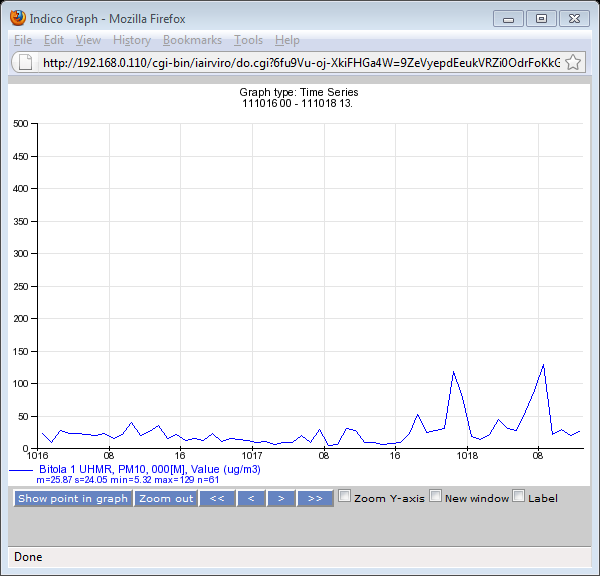 Indico Graph - Mozilla Firefox
File Edit View History Bookmarks Tools Help
http://192.168.0.110/cgi-bin/iairviro/do.cgi?6fu9Vu-oj-XkiFHGa4W=9ZeVyepdEeukVRZi0OdrFoKkG
Graph type: Time Series
111016 00 - 111018 13.
500
450
400
350
300
250
200
150
100
50
0
1016 08 16 1017 08 16 1018 08
Bitola 1 UHMR, PM10, 000[M], Value (ug/m3)
m=25.87 s=24.05 min=5.32 max=129 n=61
Show point in graph Zoom out << < > >> Zoom Y-axis New window Label
Done